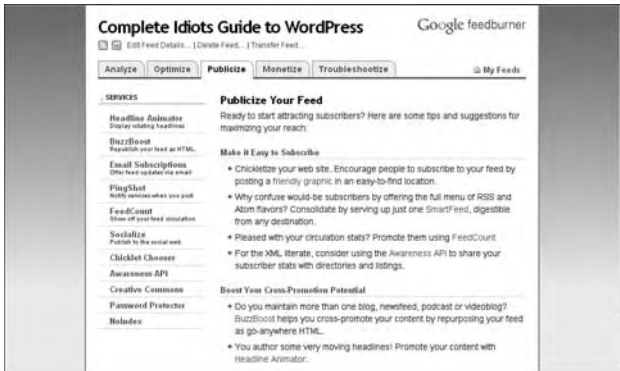 Complete Idiots Guide to WordPress
Google feedburner
Edit Feed Details... | Delete Feed... | Transfer Feed...
Analyze Optimize Publicize Monetize Troubleshootize My Feeds
SERVICES
Headline Animator
Display rotating headlines
BuzzBoost
Republish your feed as HTML
Email Subscriptions
Offer feed updates via email
PingShot
Notify services when you post
FeedCount
Show off your feed circulation
Socialize
Publish to the social web
Chicklet Chooser
Awareness API
Creative Commons
Password Protector
NoIndex
Publicize Your Feed
Ready to start attracting subscribers? Here are some tips and suggestions for
maximizing your reach:
Make it Easy to Subscribe
Chickletize your web site. Encourage people to subscribe to your feed by
posting a friendly graphic in an easy-to-find location.
Why confuse would-be subscribers by offering the full menu of RSS and
Atom flavors? Consolidate by serving up just one SmartFeed, digestible
from any destination.
Pleased with your circulation stats? Promote them using FeedCount
For the XML literate, consider using the Awareness API to share your
subscriber stats with directories and listings.
Boost Your Cross-Promotion Potential
Do you maintain more than one blog, newsfeed, podcast or videoblog?
BuzzBoost helps you cross-promote your content by repurposing your feed
as go-anywhere HTML.
You author some very moving headlines! Promote your content with
Headline Animator.